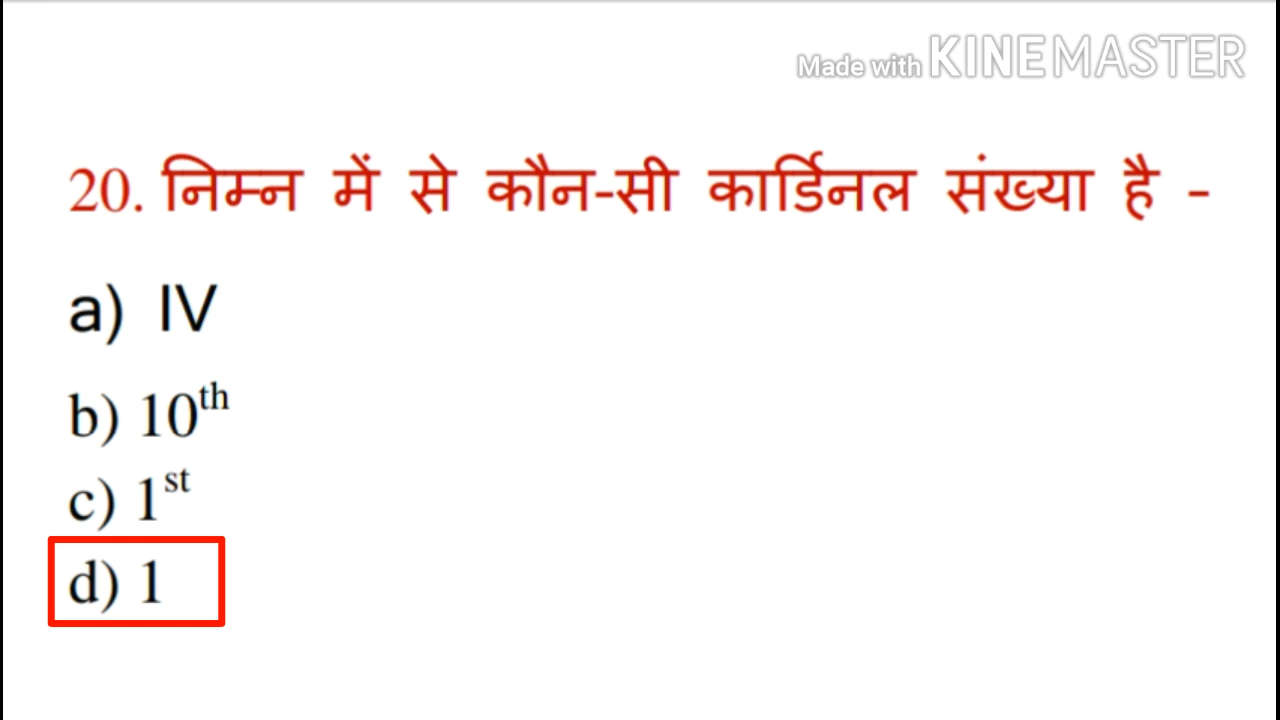 Made with KINEMASTER
20. निम्न में से कौन-सी कार्डिनल संख्या है -
a) IV
b) 10th
c) 1st
d) 1